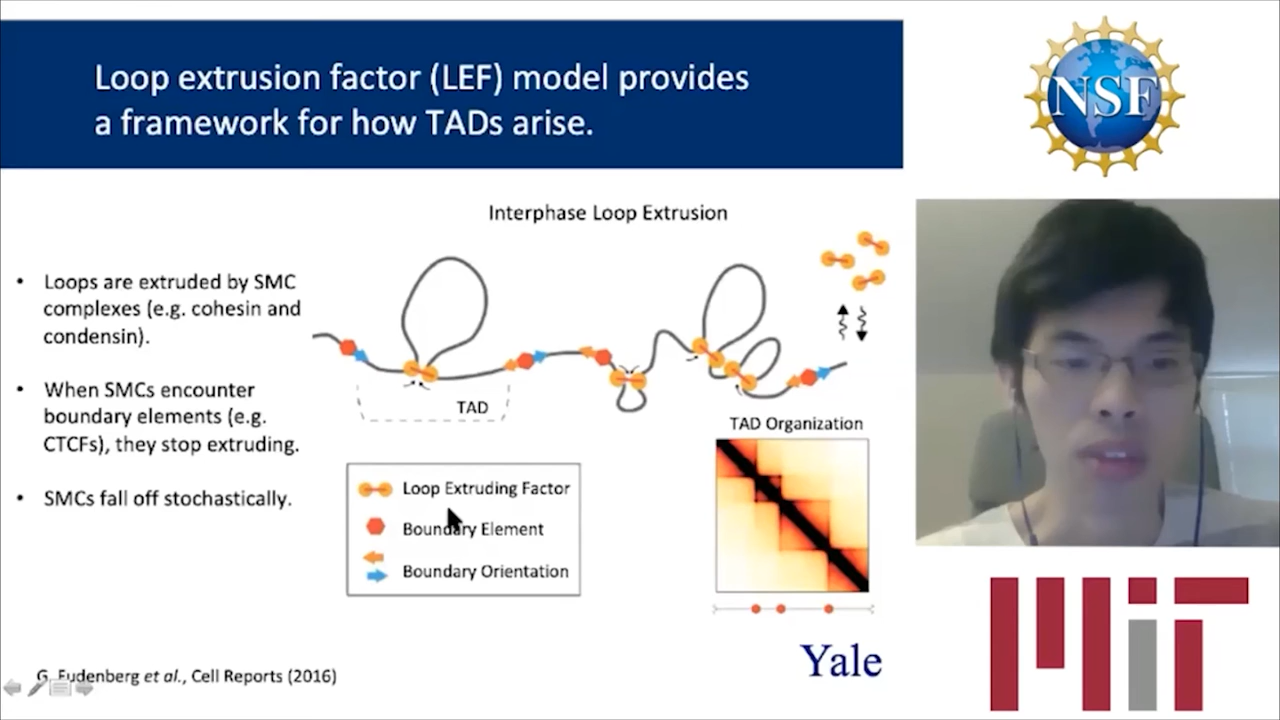 Loop extrusion factor (LEF) model provides
a framework for how TADs arise.
NSF
Interphase Loop Extrusion
• Loops are extruded by SMC
complexes (e.g. cohesin and
condensin).
• When SMCs encounter
boundary elements (e.g.
CTCFs), they stop extruding.
• SMCs fall off stochastically.
TAD
TAD Organization
Loop Extruding Factor
Boundary Element
Boundary Orientation
G. Fudenberg et al., Cell Reports (2016)
Yale
MIT